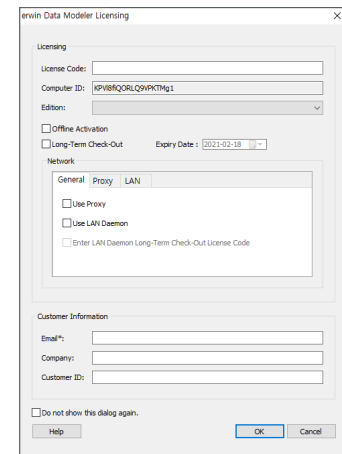 erwin Data Modeler Licensing
Licensing
License Code:
Computer ID: KPVl8fiQORLQ9VPKTMg1
Edition:
Offline Activation
Long-Term Check-Out Expiry Date : 2021-02-18
Network
General Proxy LAN
Use Proxy
Use LAN Daemon
Enter LAN Daemon Long-Term Check-Out License Code
Customer Information
Email*:
Company:
Customer ID:
Do not show this dialog again.
Help OK Cancel